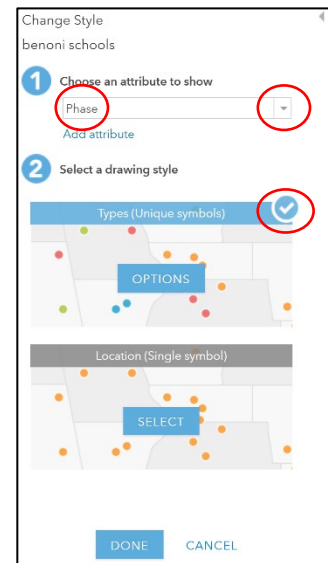 Change Style
benoni schools
1 Choose an attribute to show
Phase
Add attribute
2 Select a drawing style
Types (Unique symbols)
OPTIONS
Location (Single symbol)
SELECT
DONE CANCEL